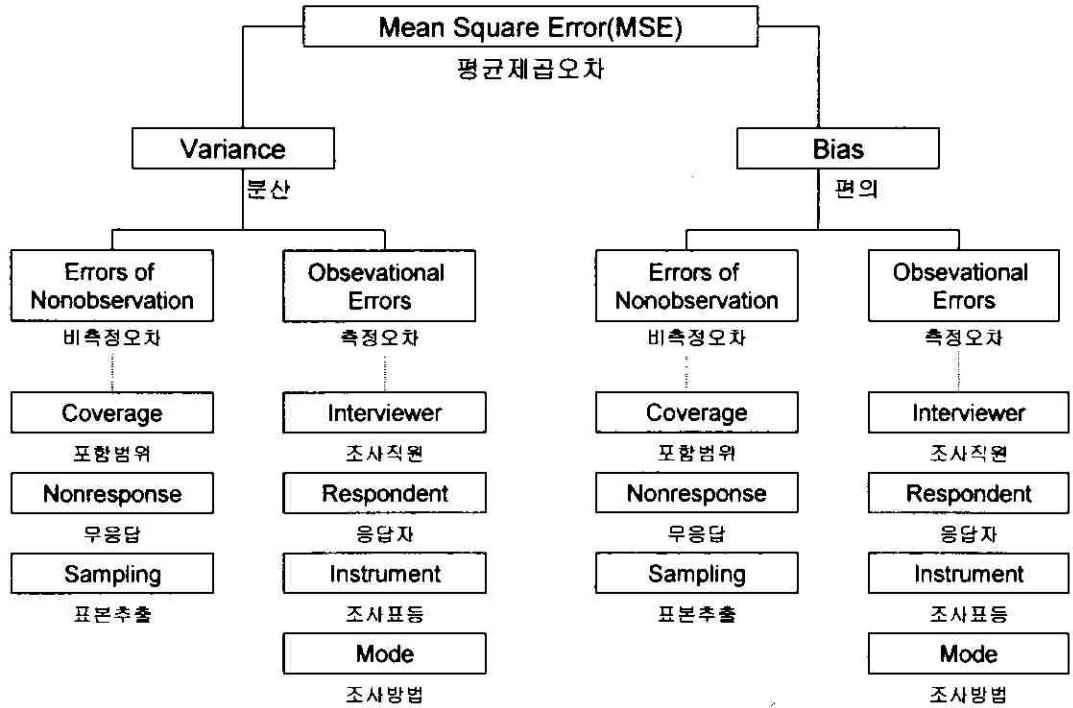 Mean Square Error(MSE)
평균제곱오차
Variance
분산
Bias
편의
Errors of
Nonobservation
비측정오차
Obsevational
Errors
측정오차
Errors of
Nonobservation
비측정오차
Obsevational
Errors
측정오차
Coverage
포함범위
Nonresponse
무응답
Sampling
표본추출
Interviewer
조사직원
Respondent
응답자
Instrument
조사표등
Mode
조사방법
Coverage
포함범위
Nonresponse
무응답
Sampling
표본추출
Interviewer
조사직원
Respondent
응답자
Instrument
조사표등
Mode
조사방법